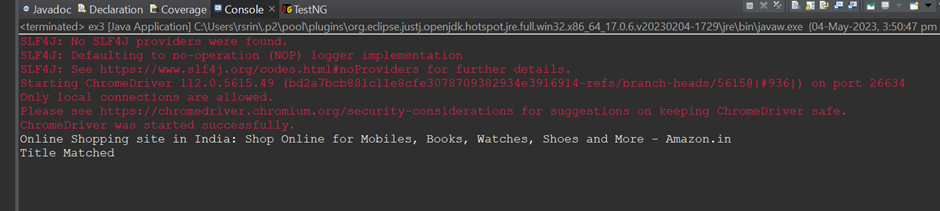 Javadoc Declaration Coverage Console TestNG
<terminated> ex3 [Java Application] C:\Users\rsrin\.p2\pool\plugins\org.eclipse.justj.openjdk.hotspot.jre.full.win32.x86_64_17.0.6.v20230204-1729\jre\bin\javaw.exe (04-May-2023, 3:50:47 pm
SLF4J: No SLF4J providers were found.
SLF4J: Defaulting to no-operation (NOP) logger implementation
SLF4J: See https://www.slf4j.org/codes.html#noProviders for further details.
Starting ChromeDriver 112.0.5615.49 (bd2a7bcb881c11e8cfe3078709382934e3916914-refs/branch-heads/5615@{#936}) on port 26634
Only local connections are allowed.
Please see https://chromedriver.chromium.org/security-considerations for suggestions on keeping ChromeDriver safe.
ChromeDriver was started successfully.
Online Shopping site in India: Shop Online for Mobiles, Books, Watches, Shoes and More - Amazon.in
Title Matched